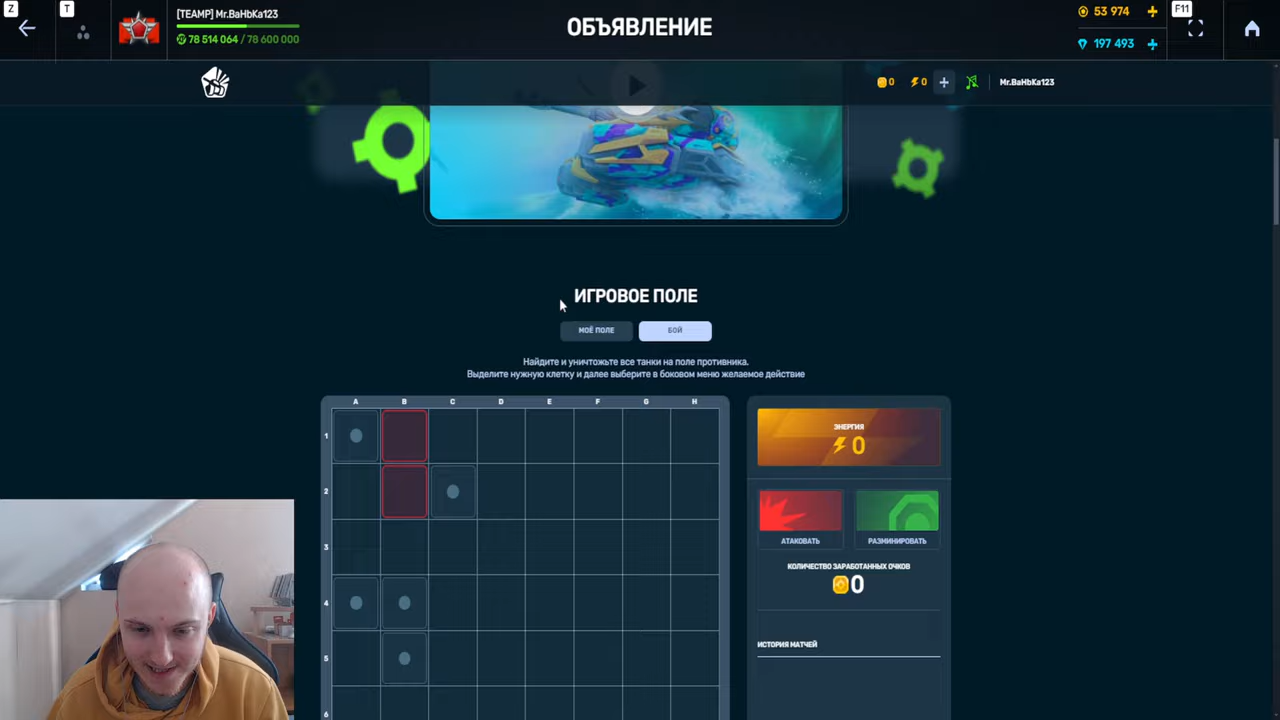 Z
T
[TEAMP] Mr.BaHbKa123
78 514 064 / 78 600 000
ОБЪЯВЛЕНИЕ
53 974
197 493
F11
0
0
Mr.BaHbKa123
ИГРОВОЕ ПОЛЕ
МОЁ ПОЛЕ
БОЙ
Найдите и уничтожьте все танки на поле противника.
Выделите нужную клетку и далее выберите в боковом меню желаемое действие
A B C D E F G H
1
2
3
4
5
6
ЭНЕРГИЯ
0
АТАКОВАТЬ
РАЗМИНИРОВАТЬ
КОЛИЧЕСТВО ЗАРАБОТАННЫХ ОЧКОВ
0
ИСТОРИЯ МАТЧЕЙ